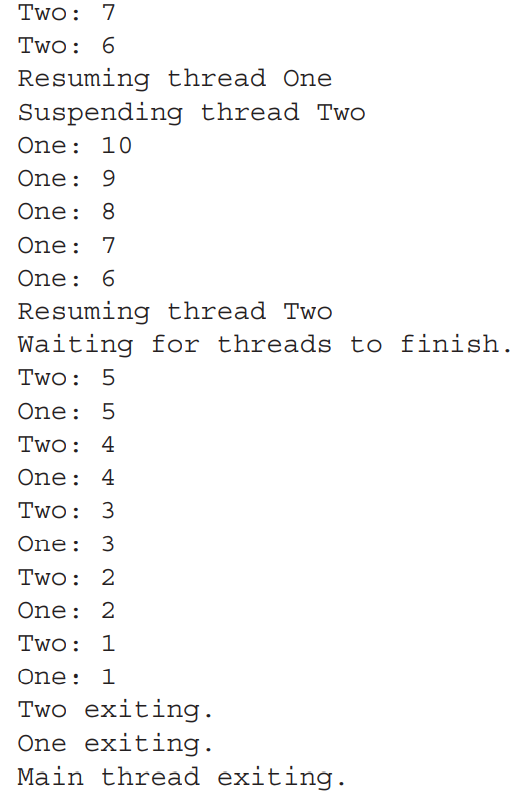 Two: 7
Two: 6
Resuming thread One
Suspending thread Two
One: 10
One: 9
One: 8
One: 7
One: 6
Resuming thread Two
Waiting for threads to finish.
Two: 5
One: 5
Two: 4
One: 4
Two: 3
One: 3
Two: 2
One: 2
Two: 1
One: 1
Two exiting.
One exiting.
Main thread exiting.